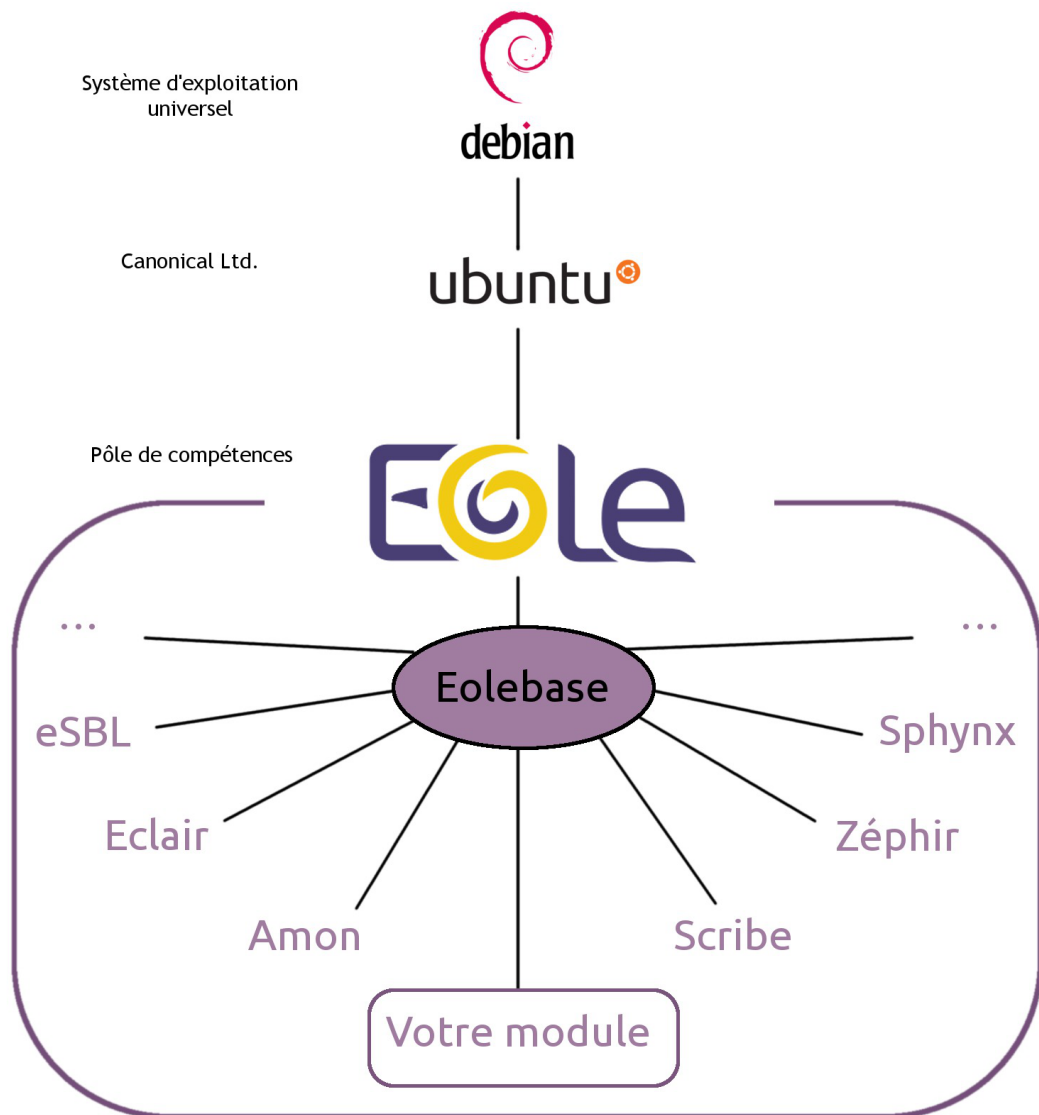 Système d'exploitation
universel
debian
Canonical Ltd.
ubuntu
Pôle de compétences
Eole
...
...
Eolebase
eSBL
Sphynx
Eclair
Zéphir
Amon
Scribe
Votre module